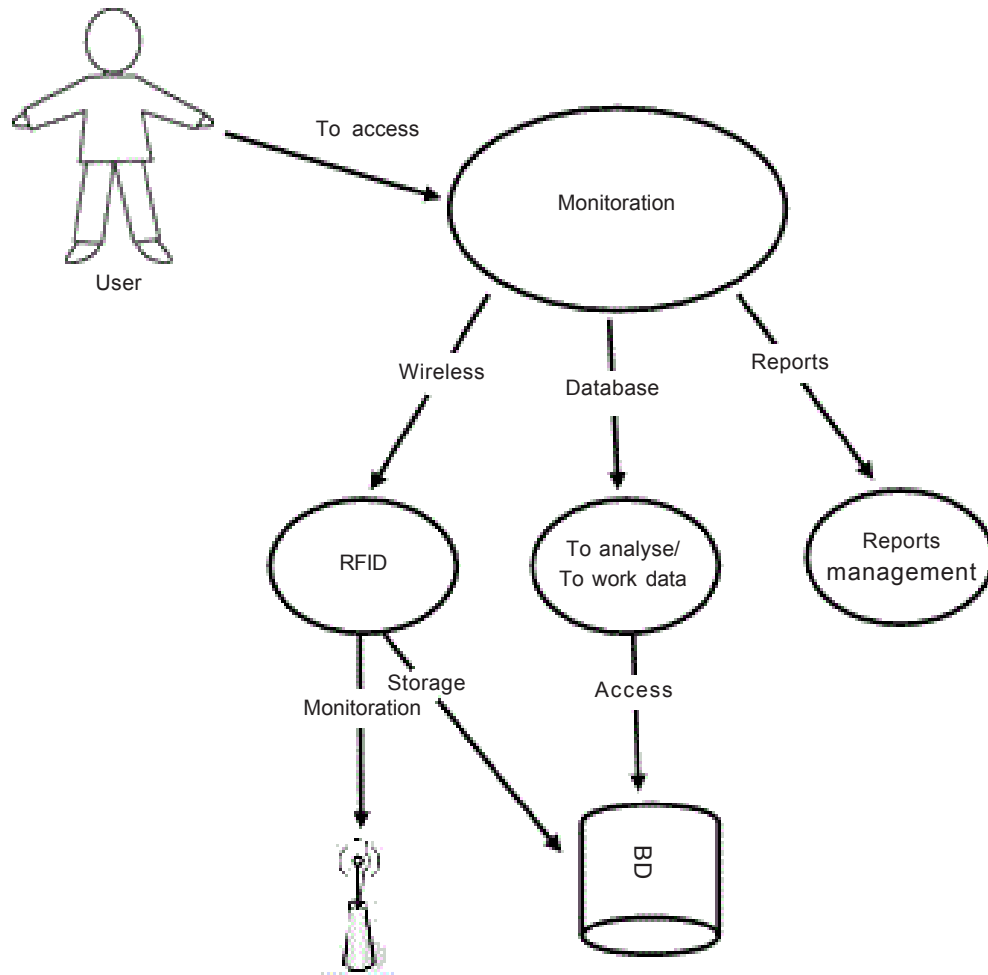 To access
Monitoration
User
Wireless
Database
Reports
RFID
To analyse/
To work data
Reports
management
Storage
Monitoration
Access
BD